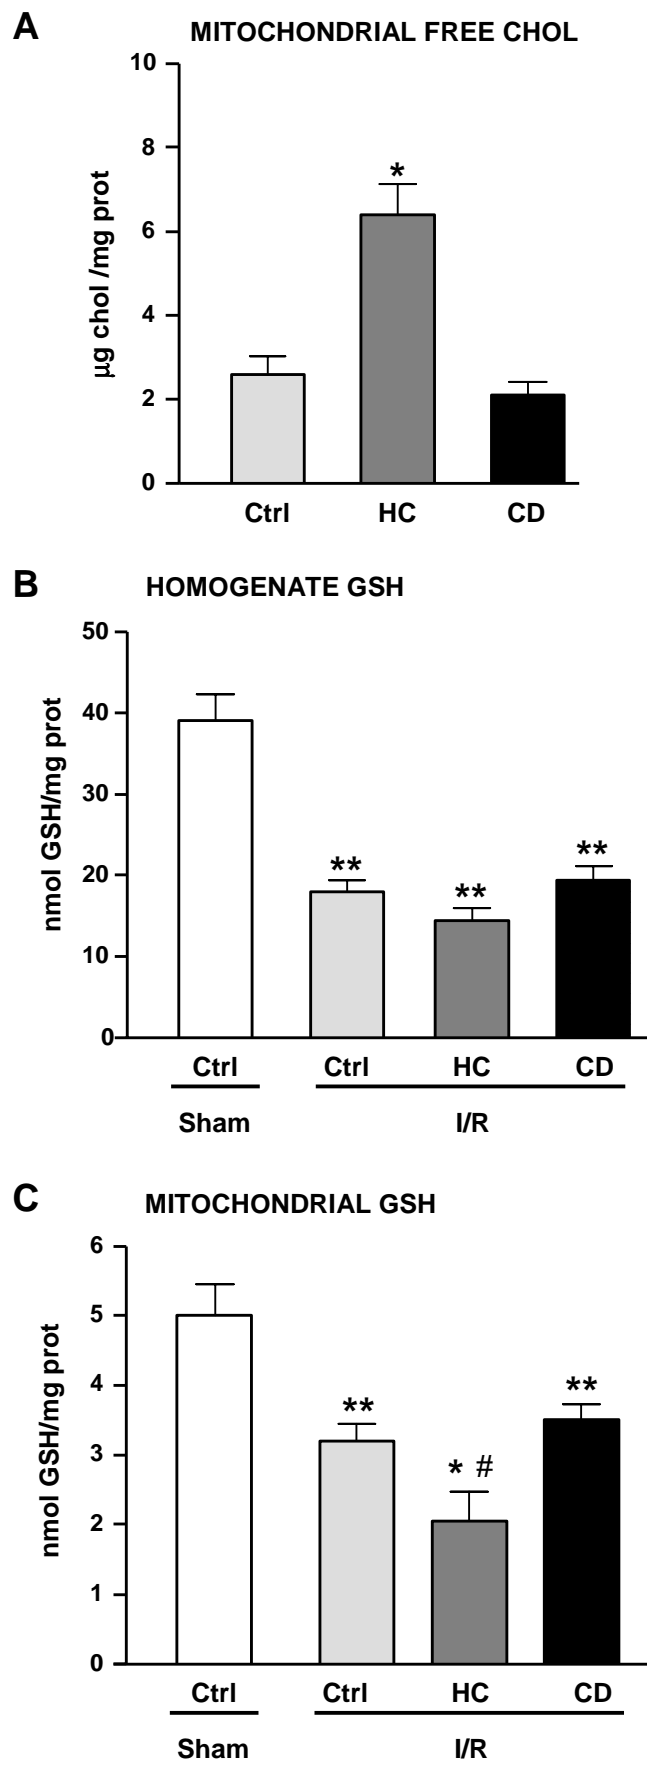 A
MITOCHONDRIAL FREE CHOL
µg chol /mg prot
10
8
6
4
2
0
*
Ctrl HC CD
B
HOMOGENATE GSH
nmol GSH/mg prot
50
40
30
20
10
0
** ** **
Ctrl Ctrl HC CD
Sham I/R
C
MITOCHONDRIAL GSH
nmol GSH/mg prot
6
5
4
3
2
1
0
** * # **
Ctrl Ctrl HC CD
Sham I/R